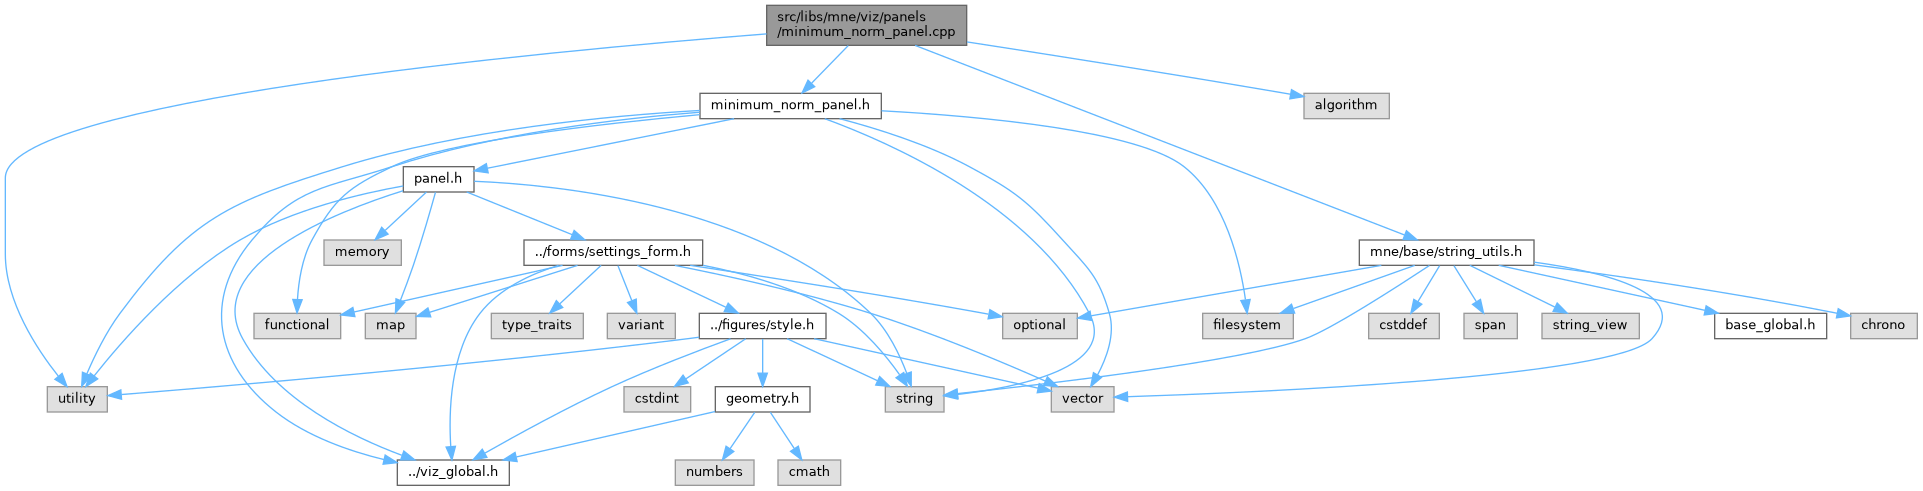 src/libs/mne/viz/panels
/minimum_norm_panel.cpp
minimum_norm_panel.h
algorithm
panel.h
memory
../forms/settings_form.h
mne/base/string_utils.h
functional
map
type_traits
variant
../figures/style.h
optional
filesystem
cstddef
span
string_view
base_global.h
chrono
utility
cstdint
geometry.h
string
vector
../viz_global.h
numbers
cmath